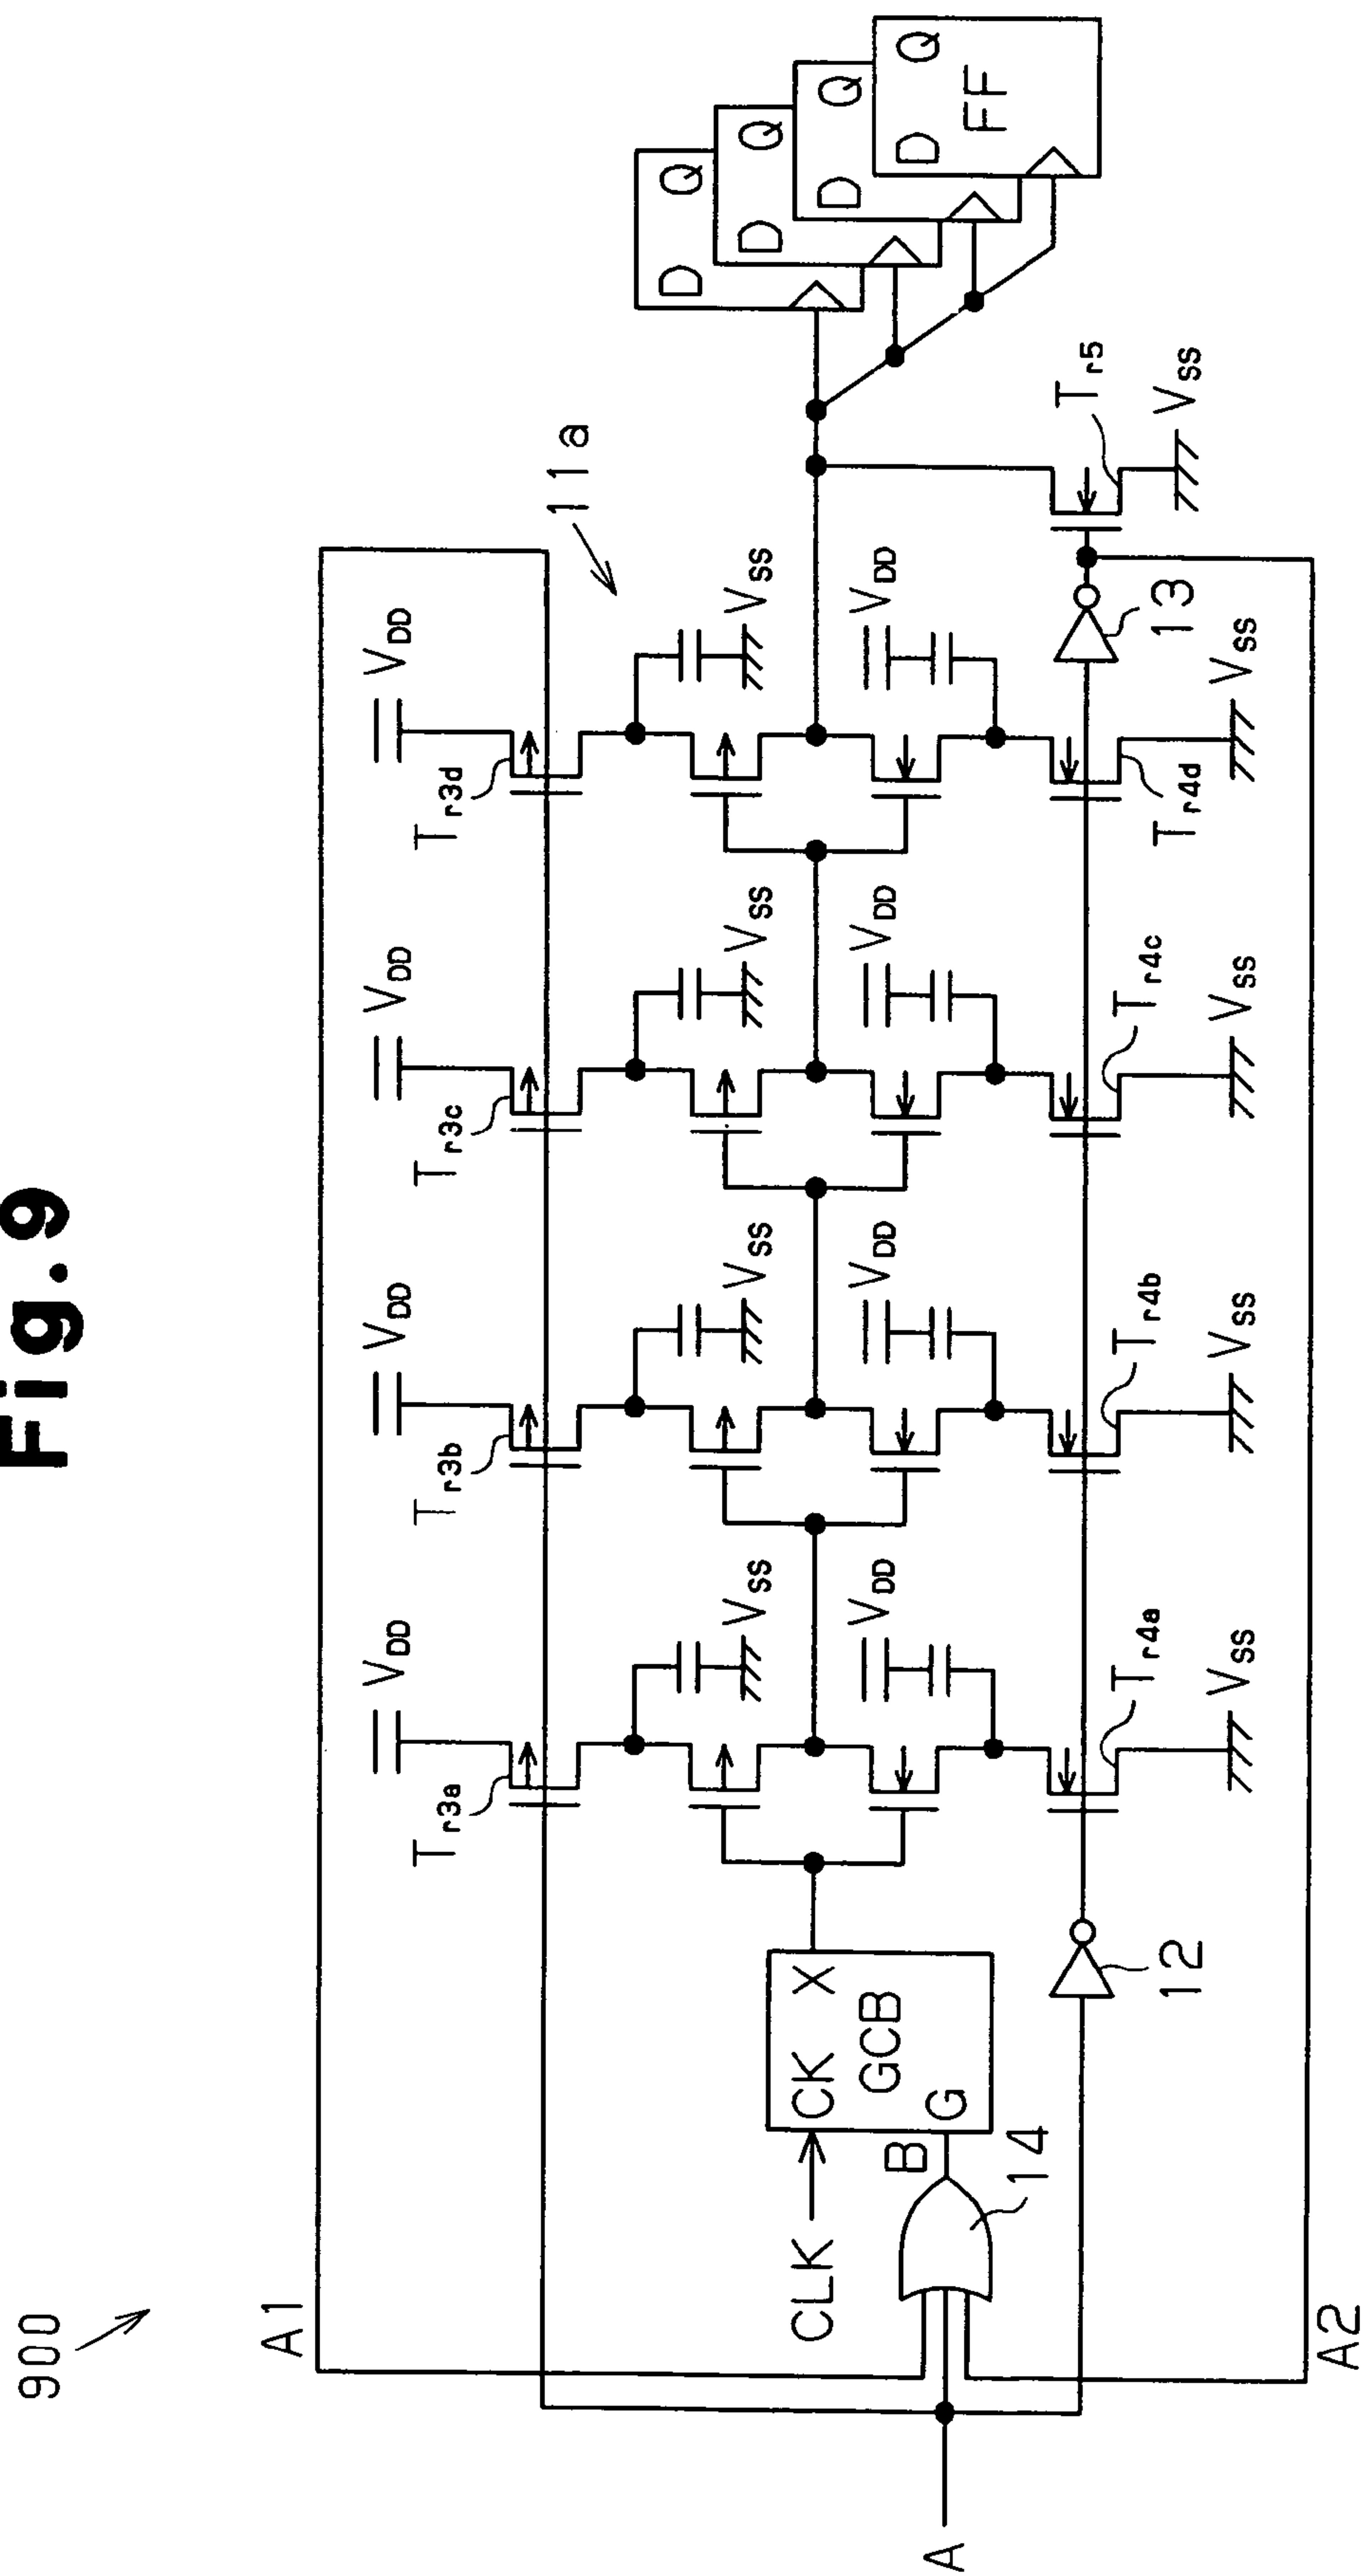 Fig.9
900
A1
VDD
VDD
VDD
VDD
Tr3a
Tr3b
Tr3c
Tr3d
11a
VSS
VSS
VSS
VSS
D Q
D Q
D Q
D Q
FF
CLK
CK X
GCB
G
B
14
VDD
VDD
VDD
VDD
A
12
Tr4a
Tr4b
Tr4c
Tr4d
13
Tr5
VSS
VSS
VSS
VSS
VSS
A2